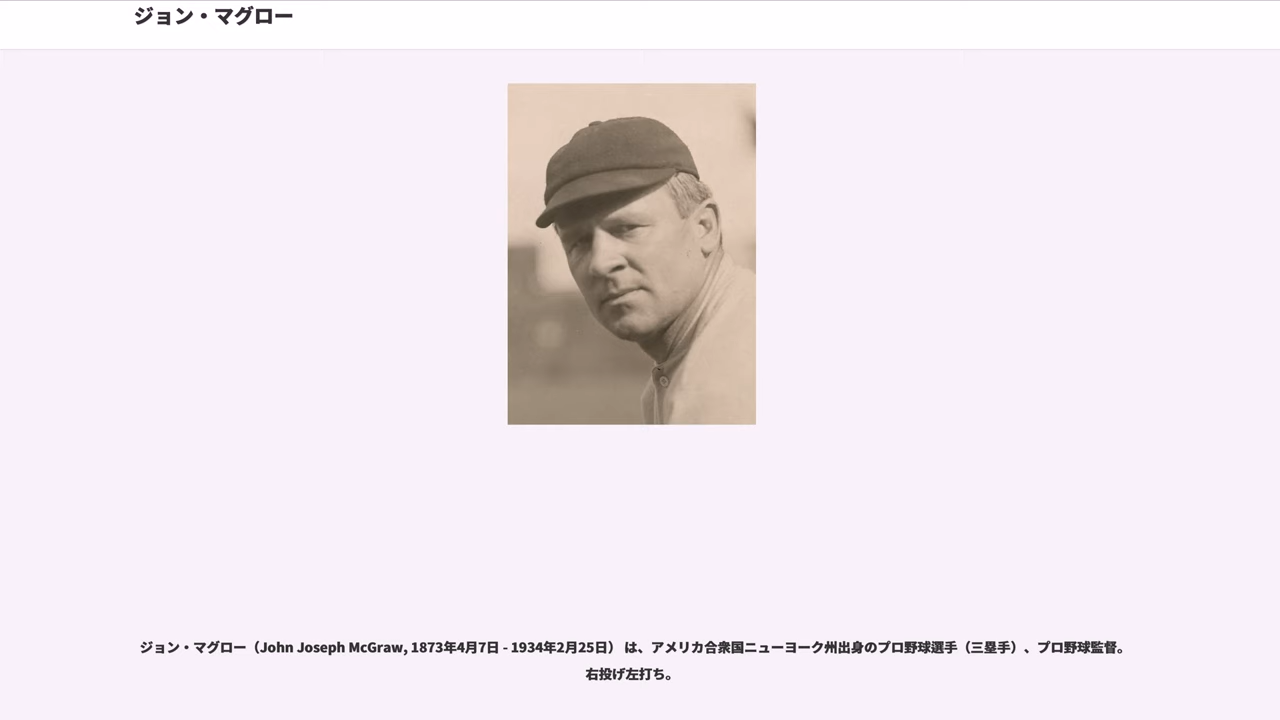 ジョン・マグロー
ジョン・マグロー（John Joseph McGraw, 1873年4月7日 - 1934年2月25日） は、アメリカ合衆国ニューヨーク州出身のプロ野球選手（三塁手）、プロ野球監督。
右投げ左打ち。